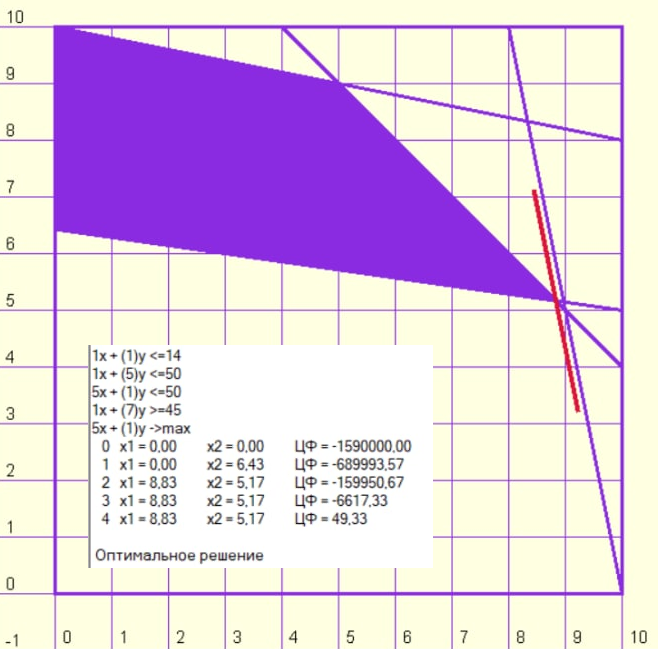 10
9
8
7
6
5
4
3
2
1
0
-1
1x + (1)y <=14
1x + (5)y <=50
5x + (1)y <=50
1x + (7)y >=45
5x + (1)y ->max
0 x1 = 0,00 x2 = 0,00 ЦФ = -1590000,00
1 x1 = 0,00 x2 = 6,43 ЦФ = -689993,57
2 x1 = 8,83 x2 = 5,17 ЦФ = -159950,67
3 x1 = 8,83 x2 = 5,17 ЦФ = -6617,33
4 x1 = 8,83 x2 = 5,17 ЦФ = 49,33
Оптимальное решение
0 1 2 3 4 5 6 7 8 9 10